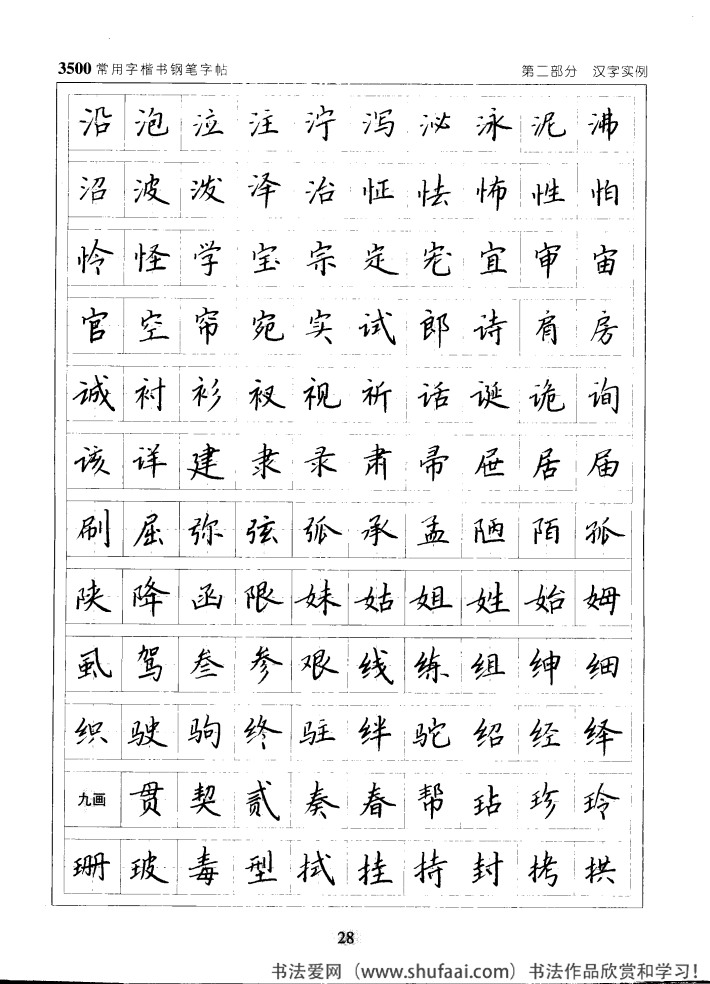 3500常用字楷书钢笔字帖 第二部分 汉字实例
沿 泡 泣 注 泞 泻 泌 泳 泥 沸
沼 波 泼 泽 治 怔 怯 怖 性 怕
怜 怪 学 宝 宗 定 宠 宜 审 宙
官 空 帘 宛 实 试 郎 诗 肩 房
诚 衬 衫 衩 视 祈 话 诞 诡 询
该 详 建 隶 录 肃 帚 屉 居 届
刷 屈 弥 弦 弧 承 孟 陋 陌 孤
陕 降 函 限 妹 姑 姐 姓 始 姆
虱 驾 叁 参 艰 线 练 组 绅 细
织 驶 驹 终 驻 绊 驼 绍 经 绎
九画 贯 契 贰 奏 春 帮 玷 珍 玲
珊 玻 毒 型 拭 挂 持 封 拷 拱
28
书法爱网（www.shufaai.com）书法作品欣赏和学习！